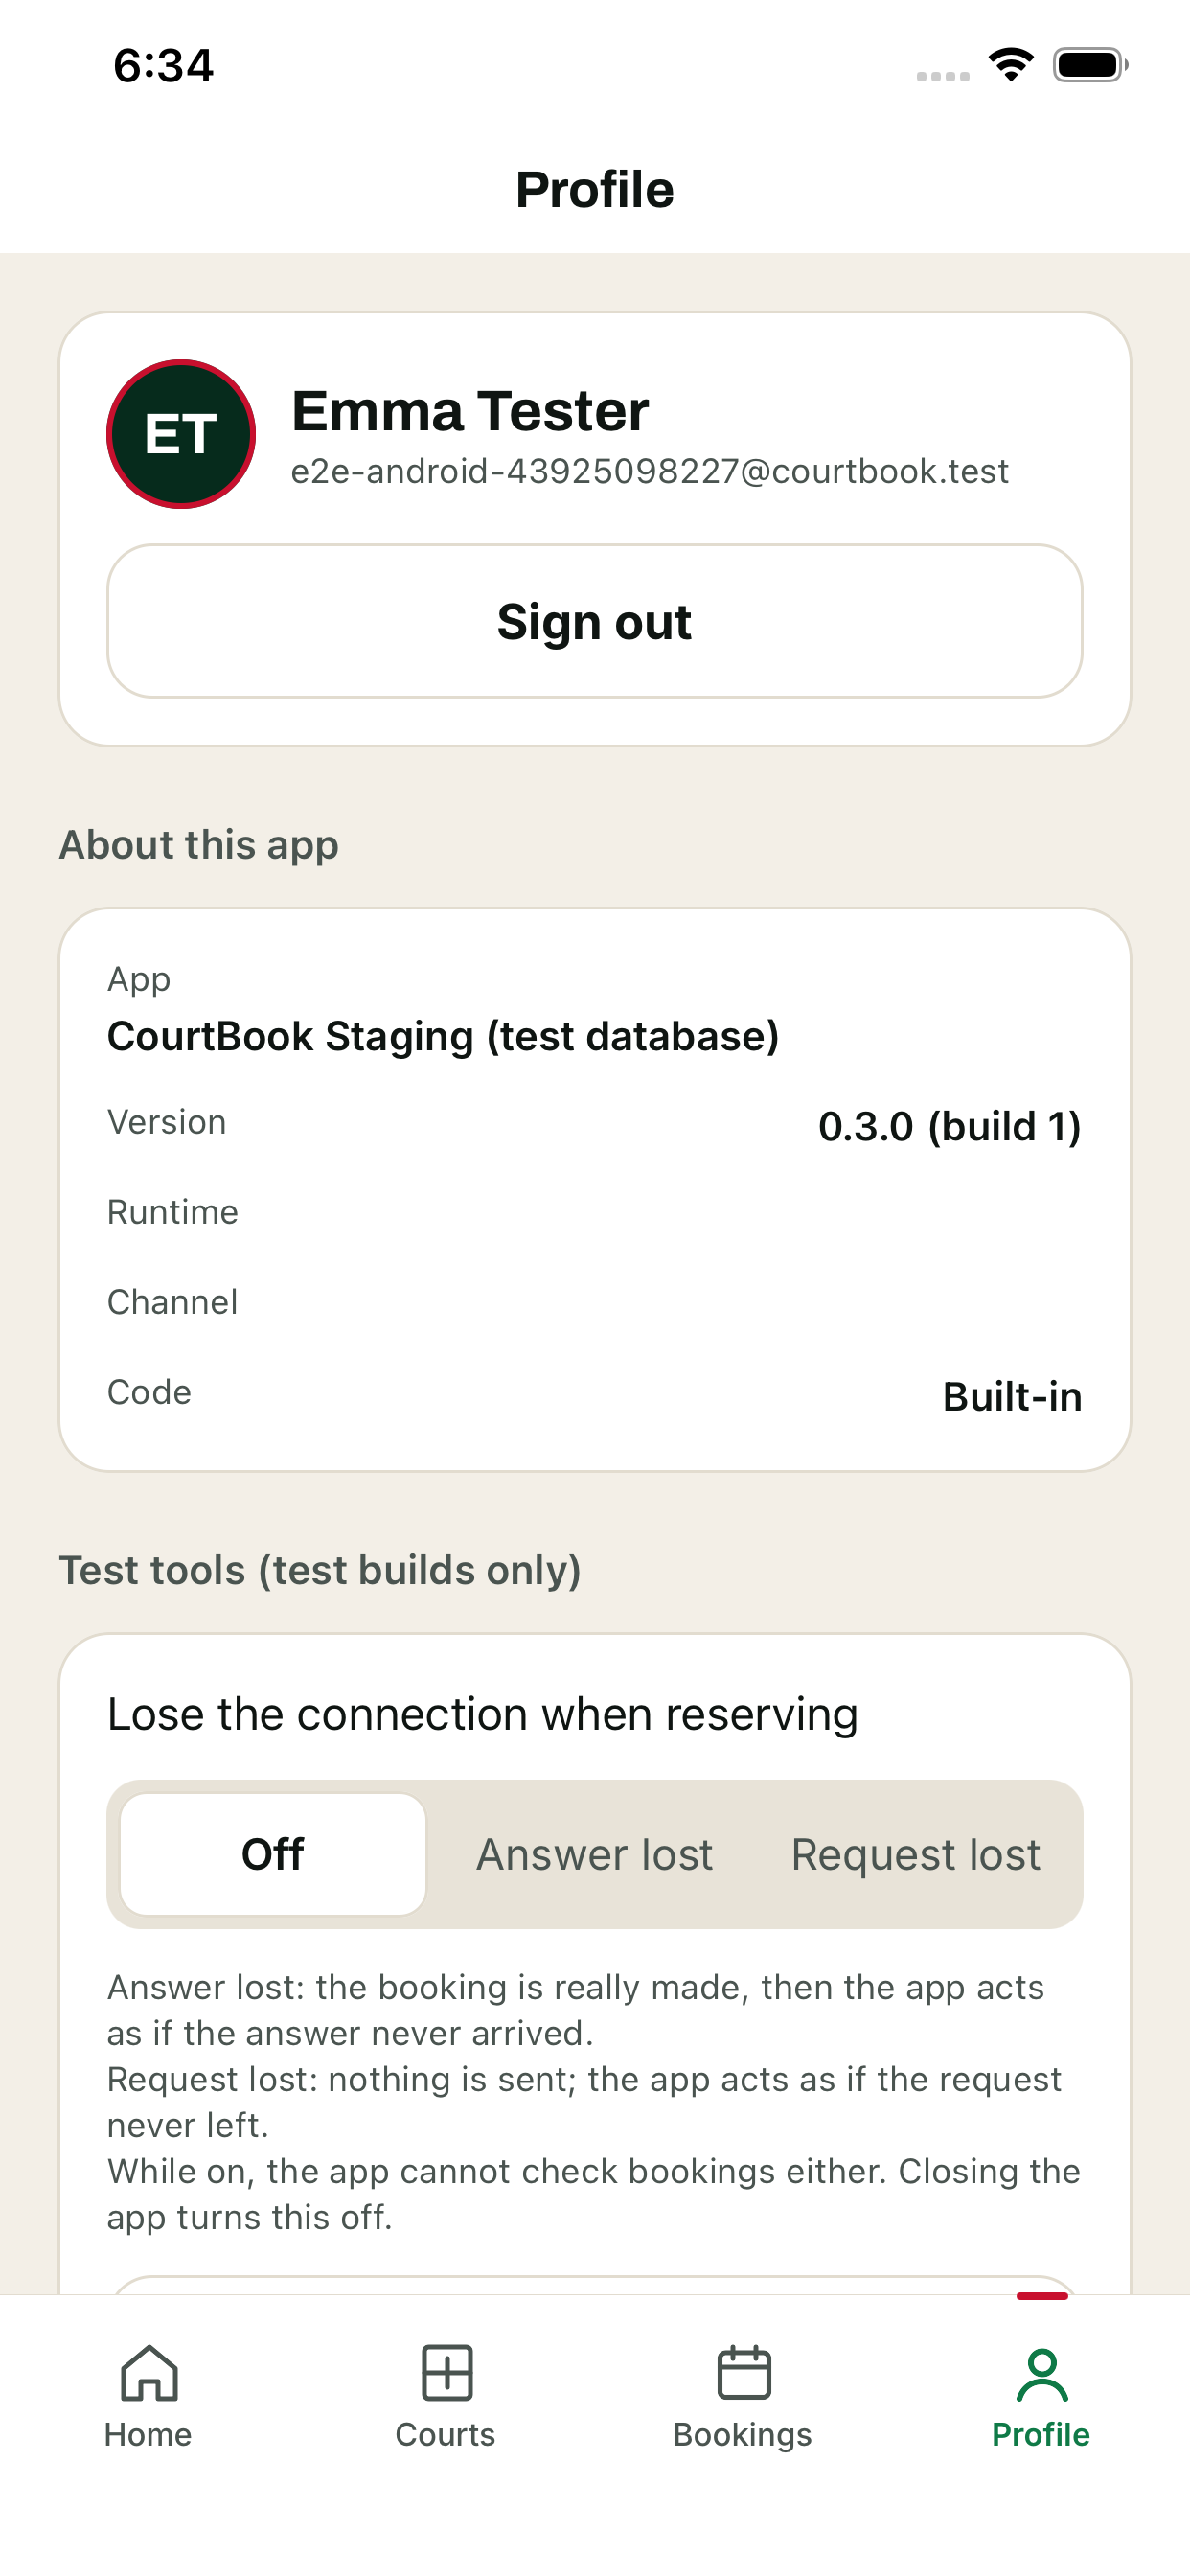 6:34
Profile
ET
Emma Tester
e2e-android-43925098227@courtbook.test
Sign out
About this app
App
CourtBook Staging (test database)
Version
0.3.0 (build 1)
Runtime
Channel
Code
Built-in
Test tools (test builds only)
Lose the connection when reserving
Off
Answer lost
Request lost
Answer lost: the booking is really made, then the app acts
as if the answer never arrived.
Request lost: nothing is sent; the app acts as if the request
never left.
While on, the app cannot check bookings either. Closing the
app turns this off.
Home
Courts
Bookings
Profile